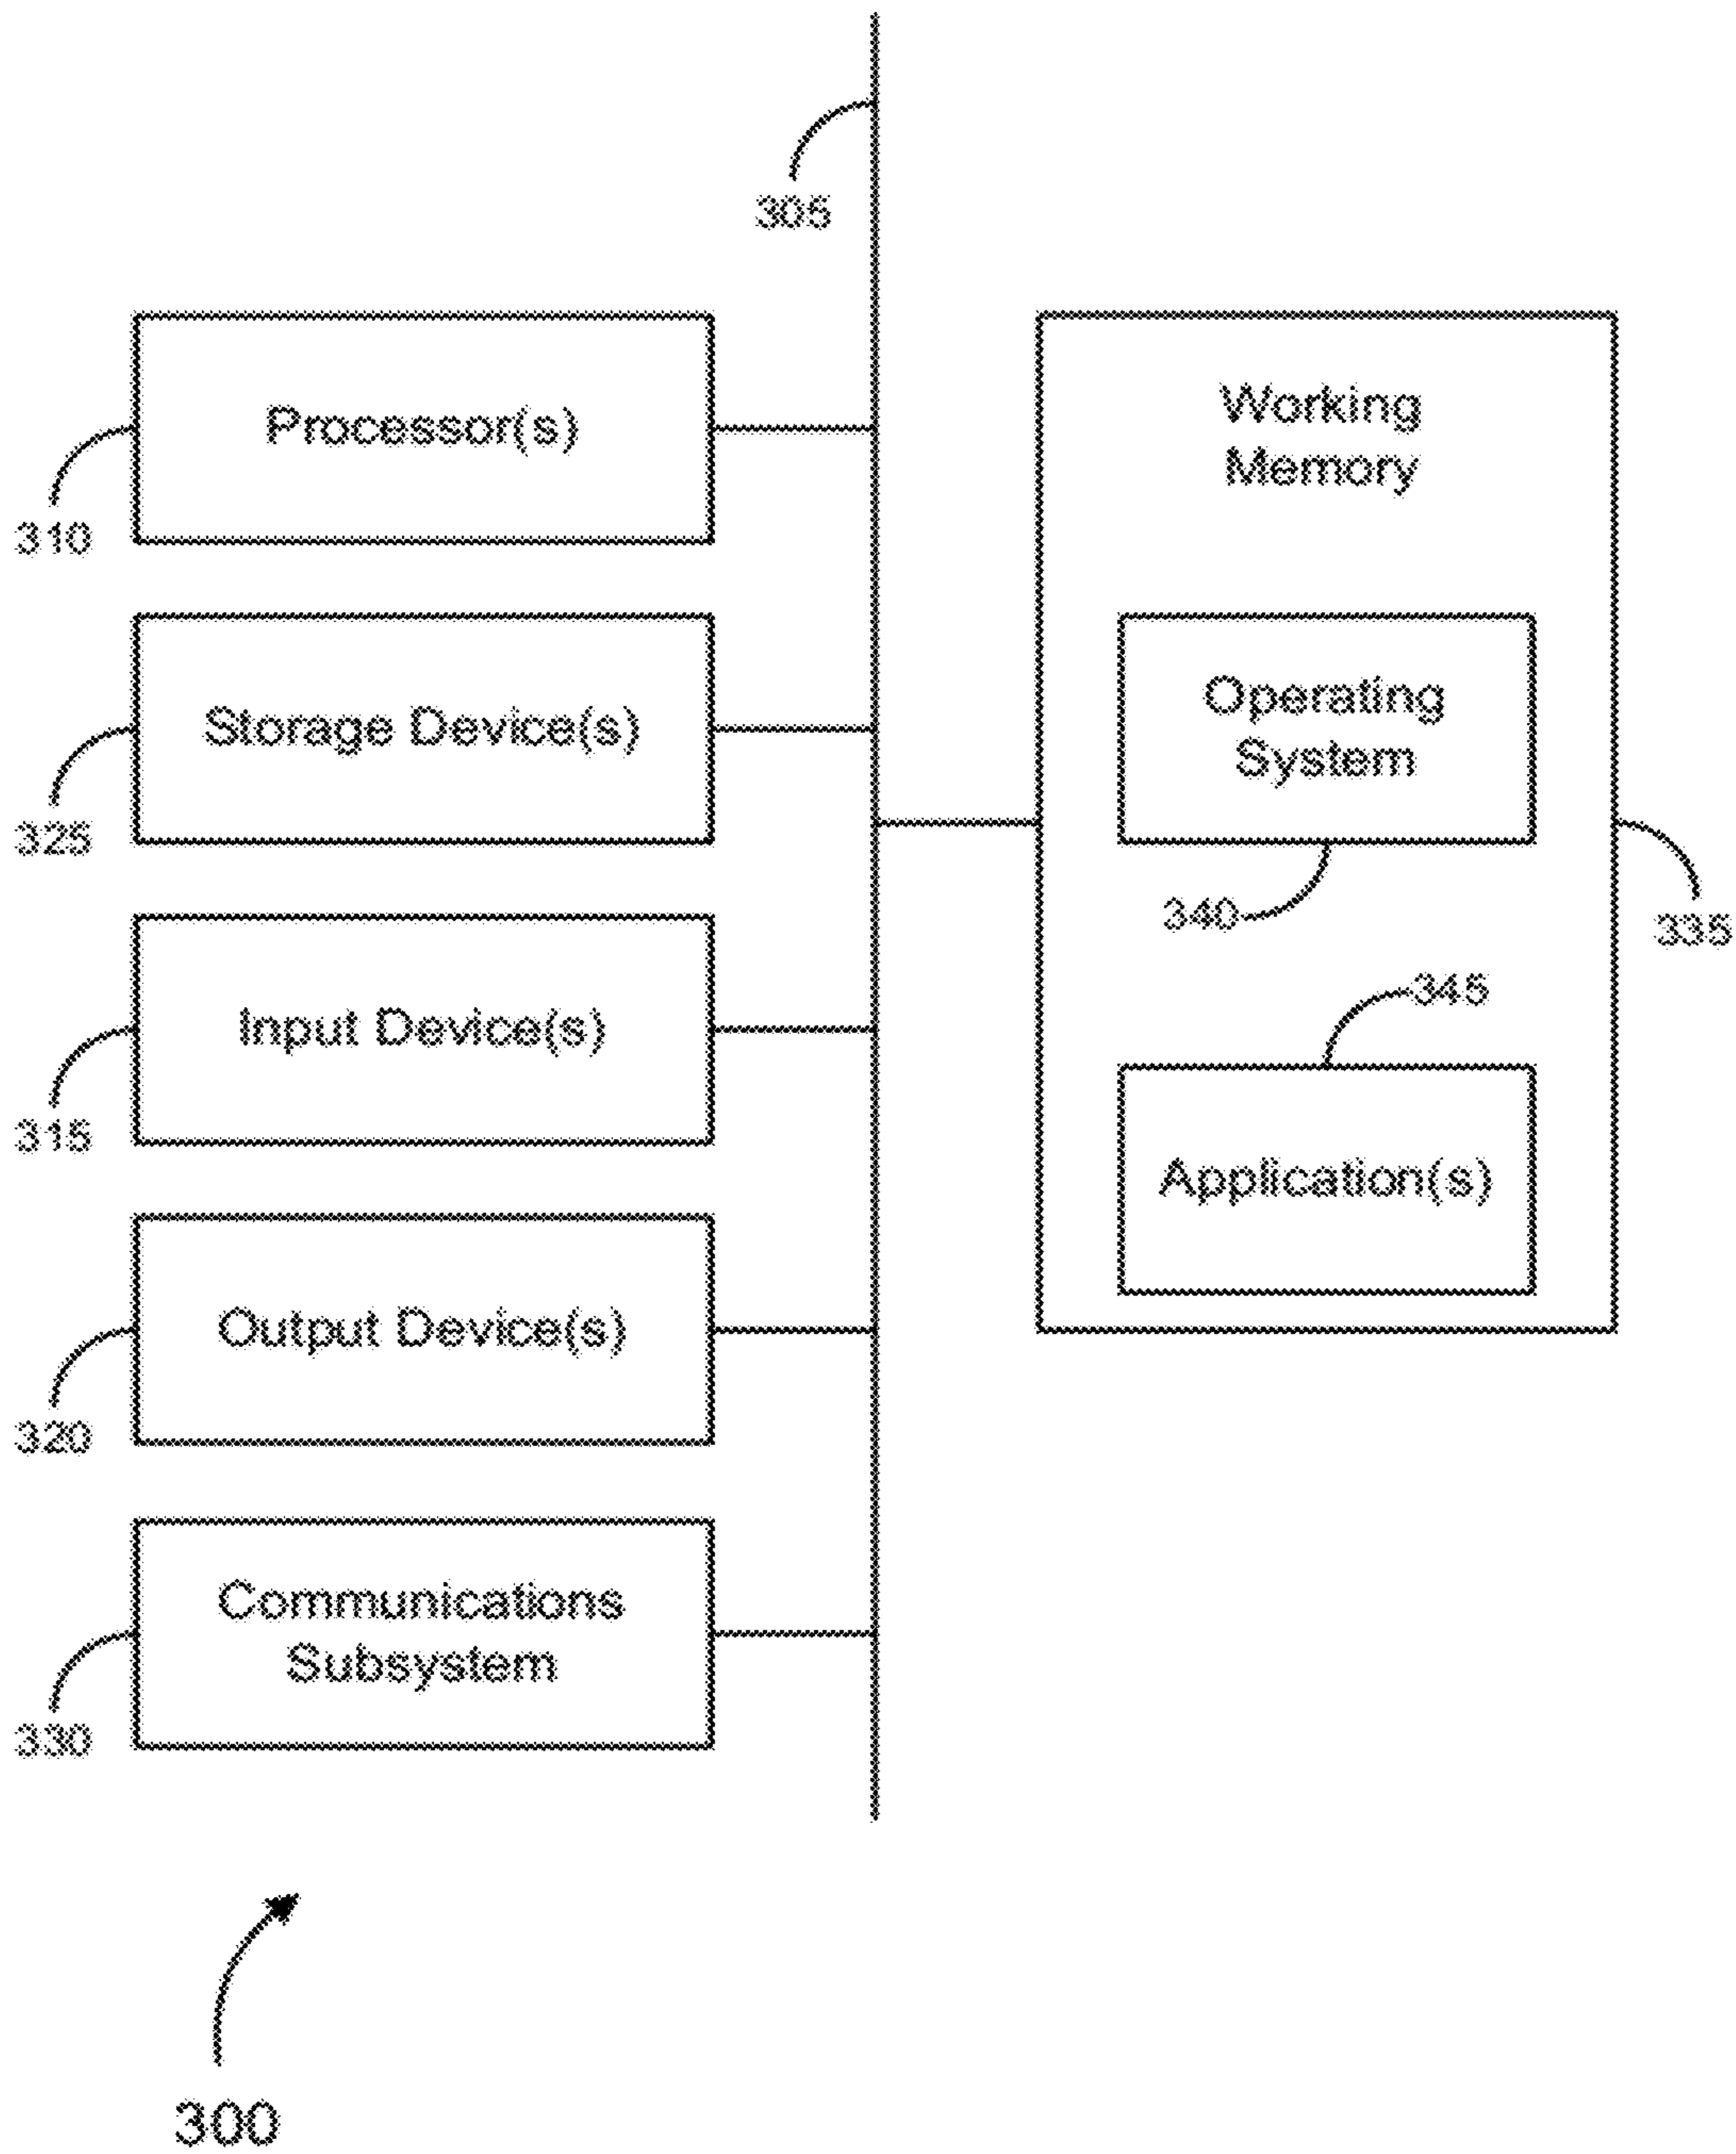 305
Processor(s)
310
Storage Device(s)
325
Input Device(s)
315
Output Device(s)
320
Communications
Subsystem
330
Working
Memory
Operating
System
340
335
345
Application(s)
300